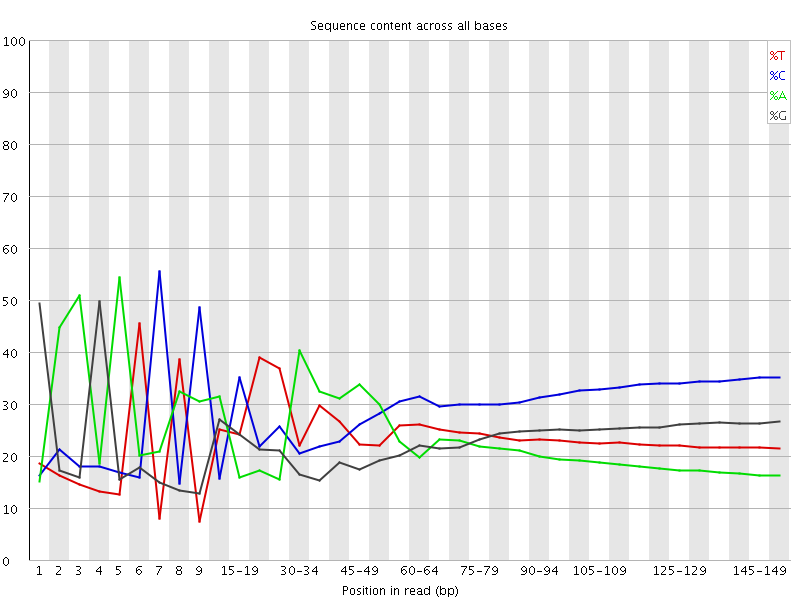 Sequence content across all bases
100
90
80
70
60
50
40
30
20
10
0
%T
%C
%A
%G
1 2 3 4 5 6 7 8 9 15-19 30-34 45-49 60-64 75-79 90-94 105-109 125-129 145-149
Position in read (bp)